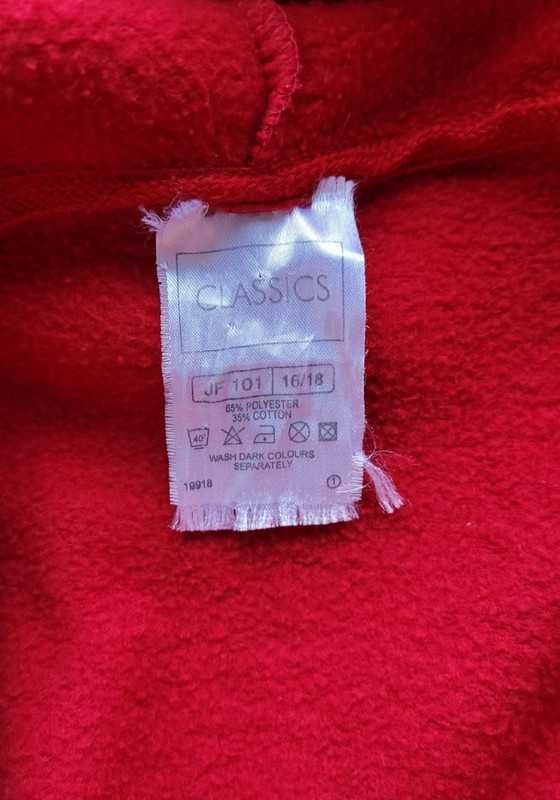 CLASSICS
JF 101 16/18
65% POLYESTER
35% COTTON
40°
WASH DARK COLOURS
SEPARATELY
19918 1